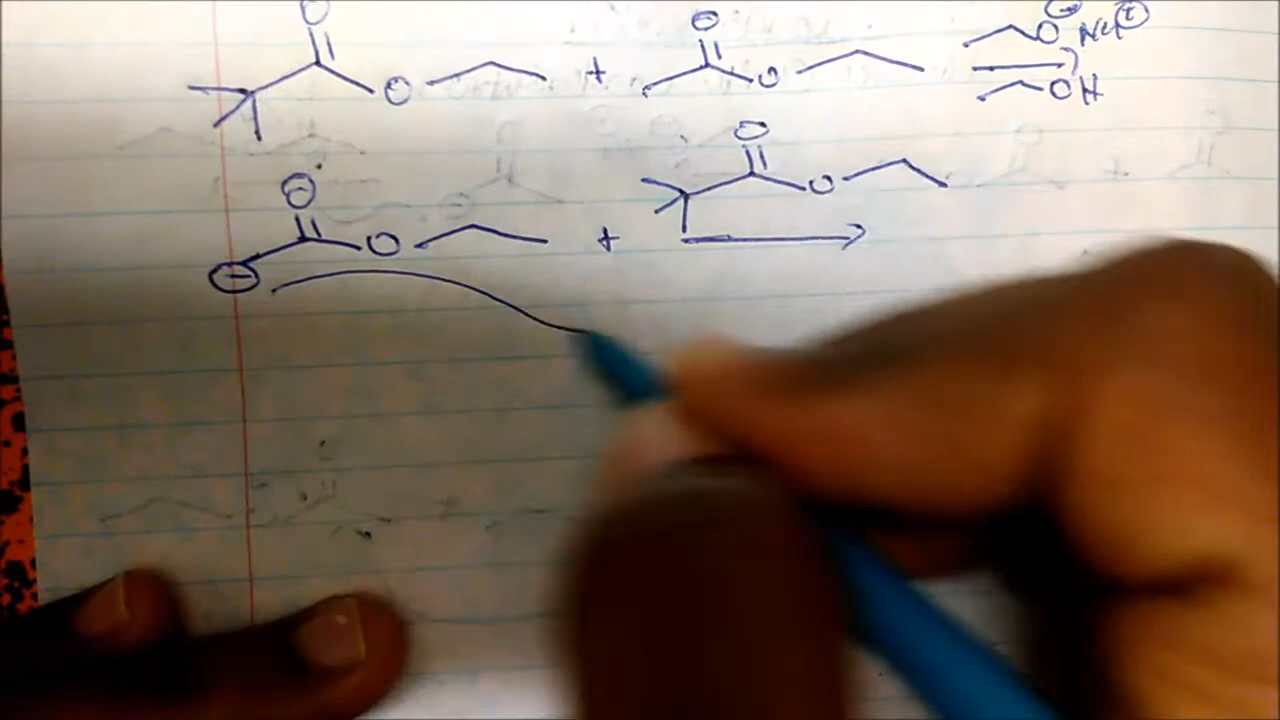 O O O⊖ Na⊕
O + O OH
O O
⊖ O + O →